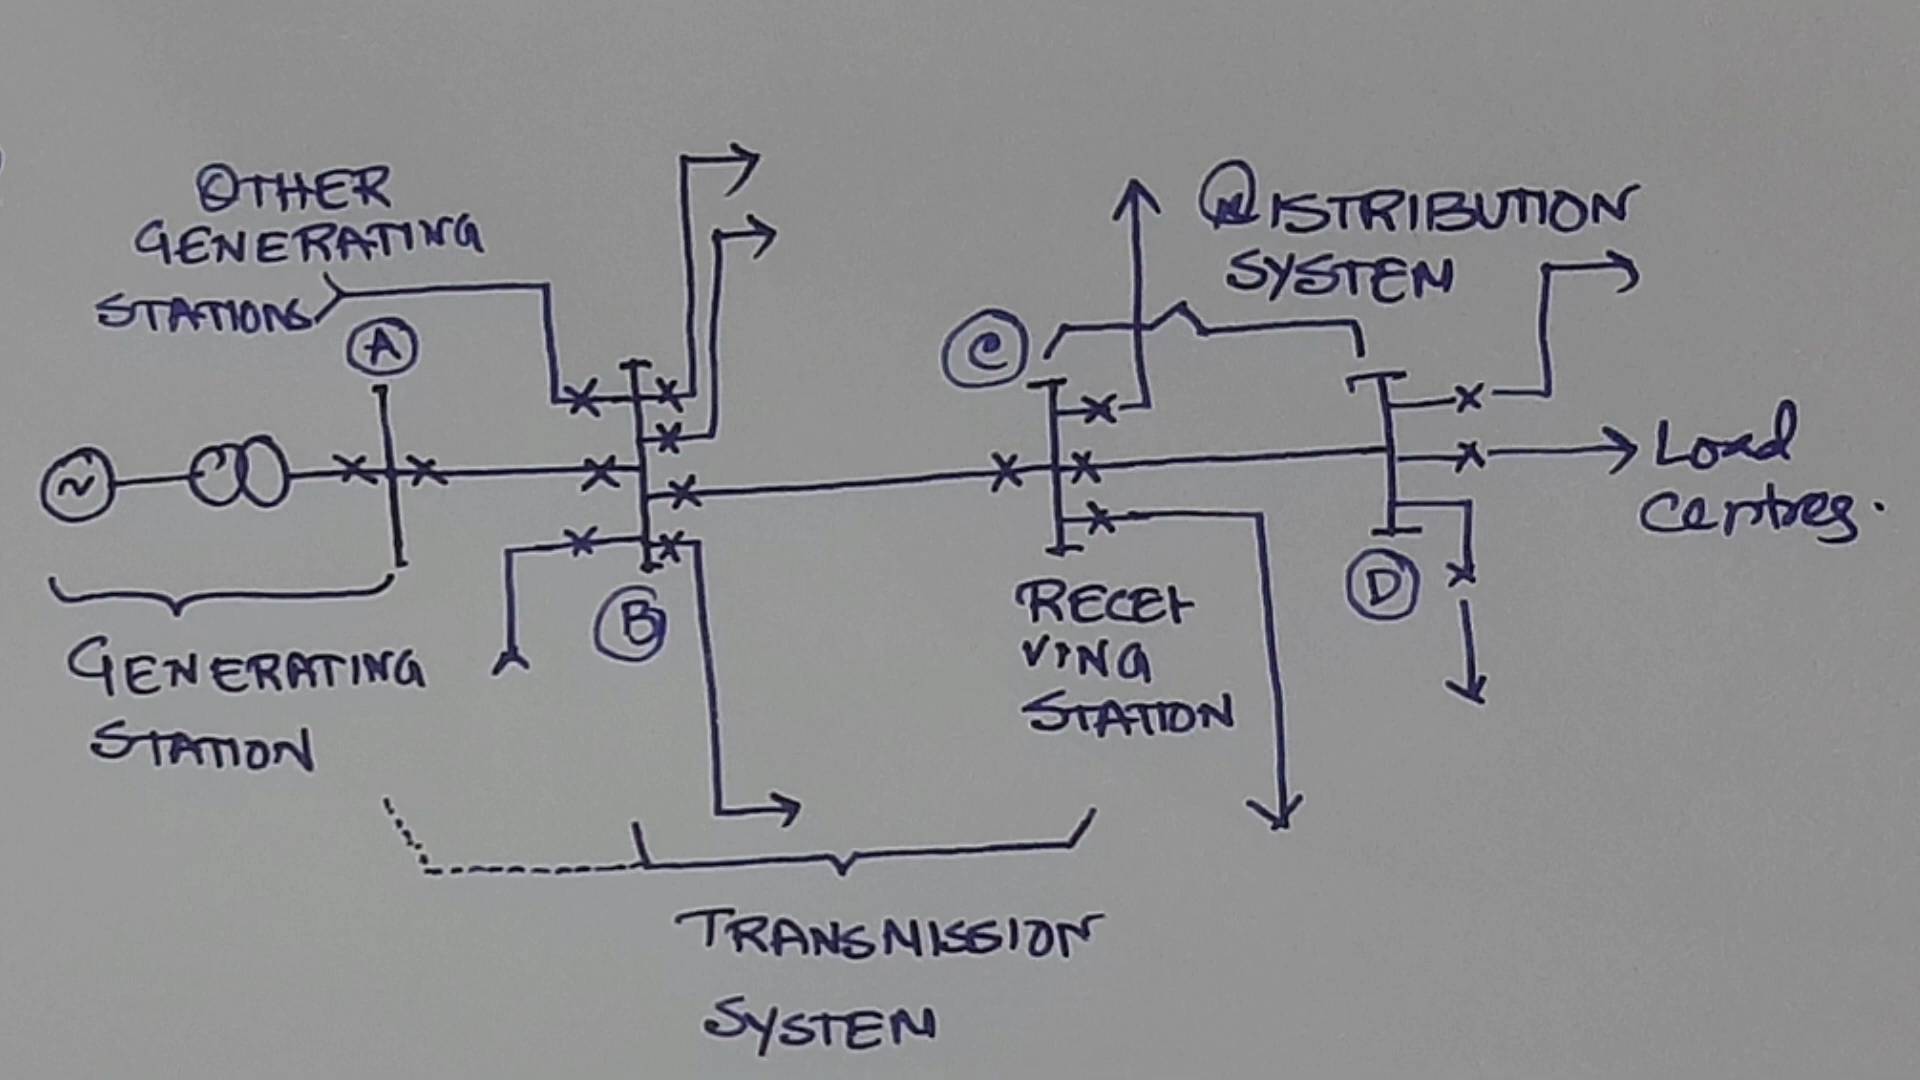 OTHER
GENERATING
STATIONS
A
~
GENERATING
STATION
B
C
DISTRIBUTION
SYSTEM
Load
Centres.
D
RECEI
VING
STATION
TRANSMISSION
SYSTEM